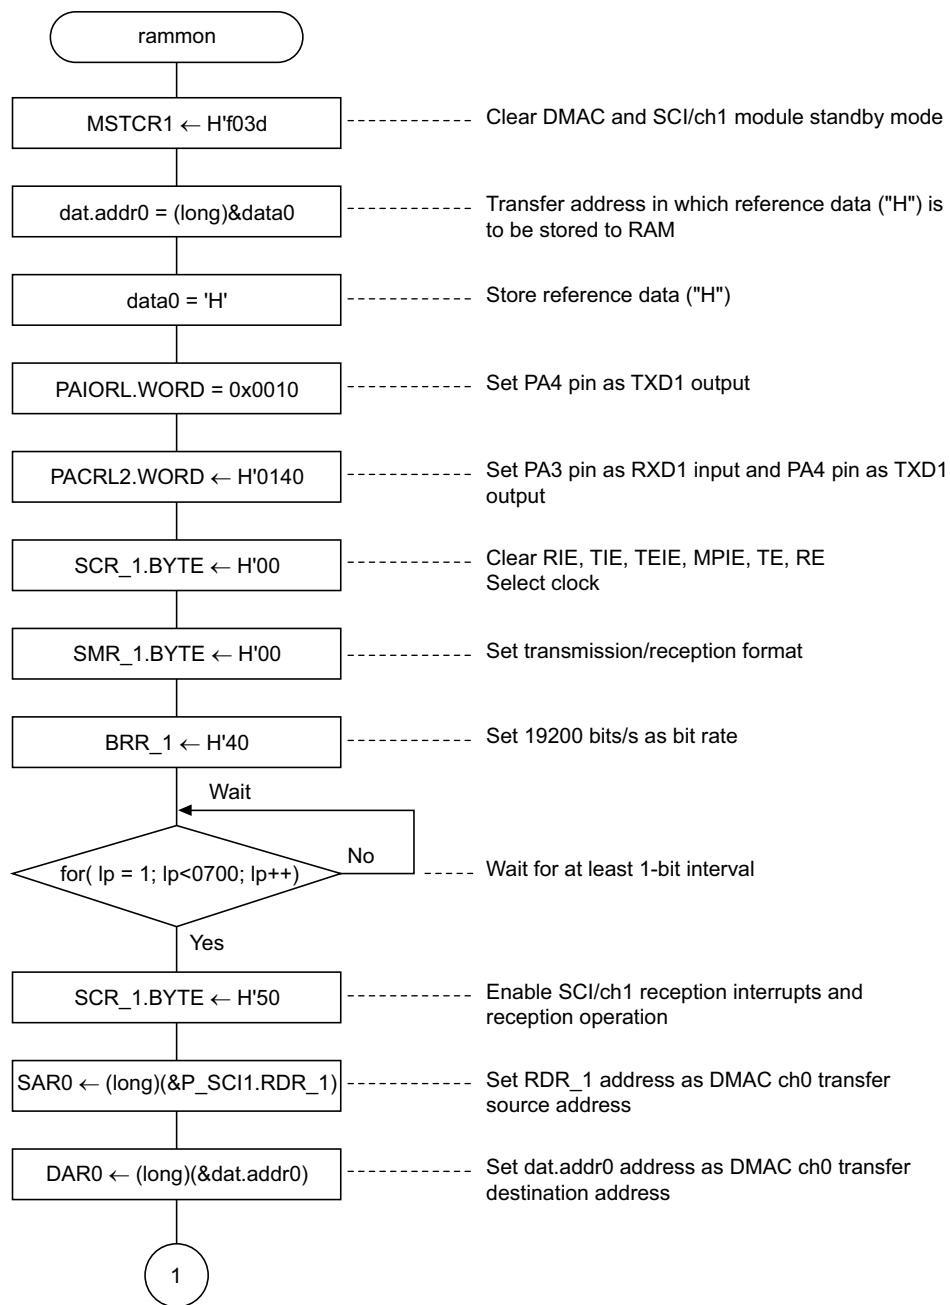 rammon
MSTCR1 ← H'f03d
Clear DMAC and SCI/ch1 module standby mode
dat.addr0 = (long)&data0
Transfer address in which reference data ("H") is
to be stored to RAM
data0 = 'H'
Store reference data ("H")
PAIORL.WORD = 0x0010
Set PA4 pin as TXD1 output
PACRL2.WORD ← H'0140
Set PA3 pin as RXD1 input and PA4 pin as TXD1
output
SCR_1.BYTE ← H'00
Clear RIE, TIE, TEIE, MPIE, TE, RE
Select clock
SMR_1.BYTE ← H'00
Set transmission/reception format
BRR_1 ← H'40
Set 19200 bits/s as bit rate
Wait
for( lp = 1; lp<0700; lp++)
No
Wait for at least 1-bit interval
Yes
SCR_1.BYTE ← H'50
Enable SCI/ch1 reception interrupts and
reception operation
SAR0 ← (long)(&P_SCI1.RDR_1)
Set RDR_1 address as DMAC ch0 transfer
source address
DAR0 ← (long)(&dat.addr0)
Set dat.addr0 address as DMAC ch0 transfer
destination address
1